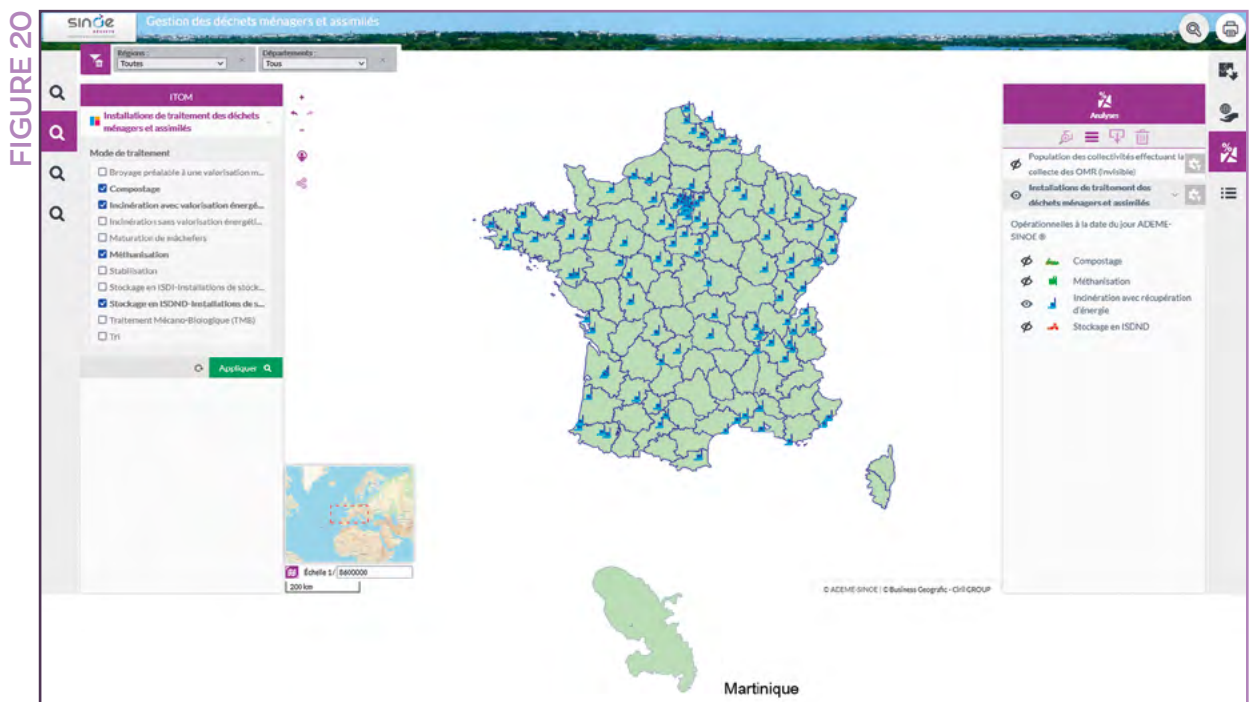 FIGURE 20
sinoe
déchets
Gestion des déchets ménagers et assimilés
Régions :
Toutes
Départements :
Tous
ITOM
Installations de traitement des déchets
ménagers et assimilés
Mode de traitement
Broyage préalable à une valorisation m...
Compostage
Incinération avec valorisation énergé...
Incinération sans valorisation énergéti...
Maturation de mâchefers
Méthanisation
Stabilisation
Stockage en ISDI-Installations de stock...
Stockage en ISDND-Installations de s...
Traitement Mécano-Biologique (TMB)
Tri
Appliquer
Échelle 1/ 8600000
200 km
Analyses
Population des collectivités effectuant la
collecte des OMR (Invisible)
Installations de traitement des
déchets ménagers et assimilés
Opérationnelles à la date du jour ADEME-
SINOE ®
Compostage
Méthanisation
Incinération avec récupération
d'énergie
Stockage en ISDND
© ADEME-SINOE | © Business Geografic - Ciril GROUP
Martinique